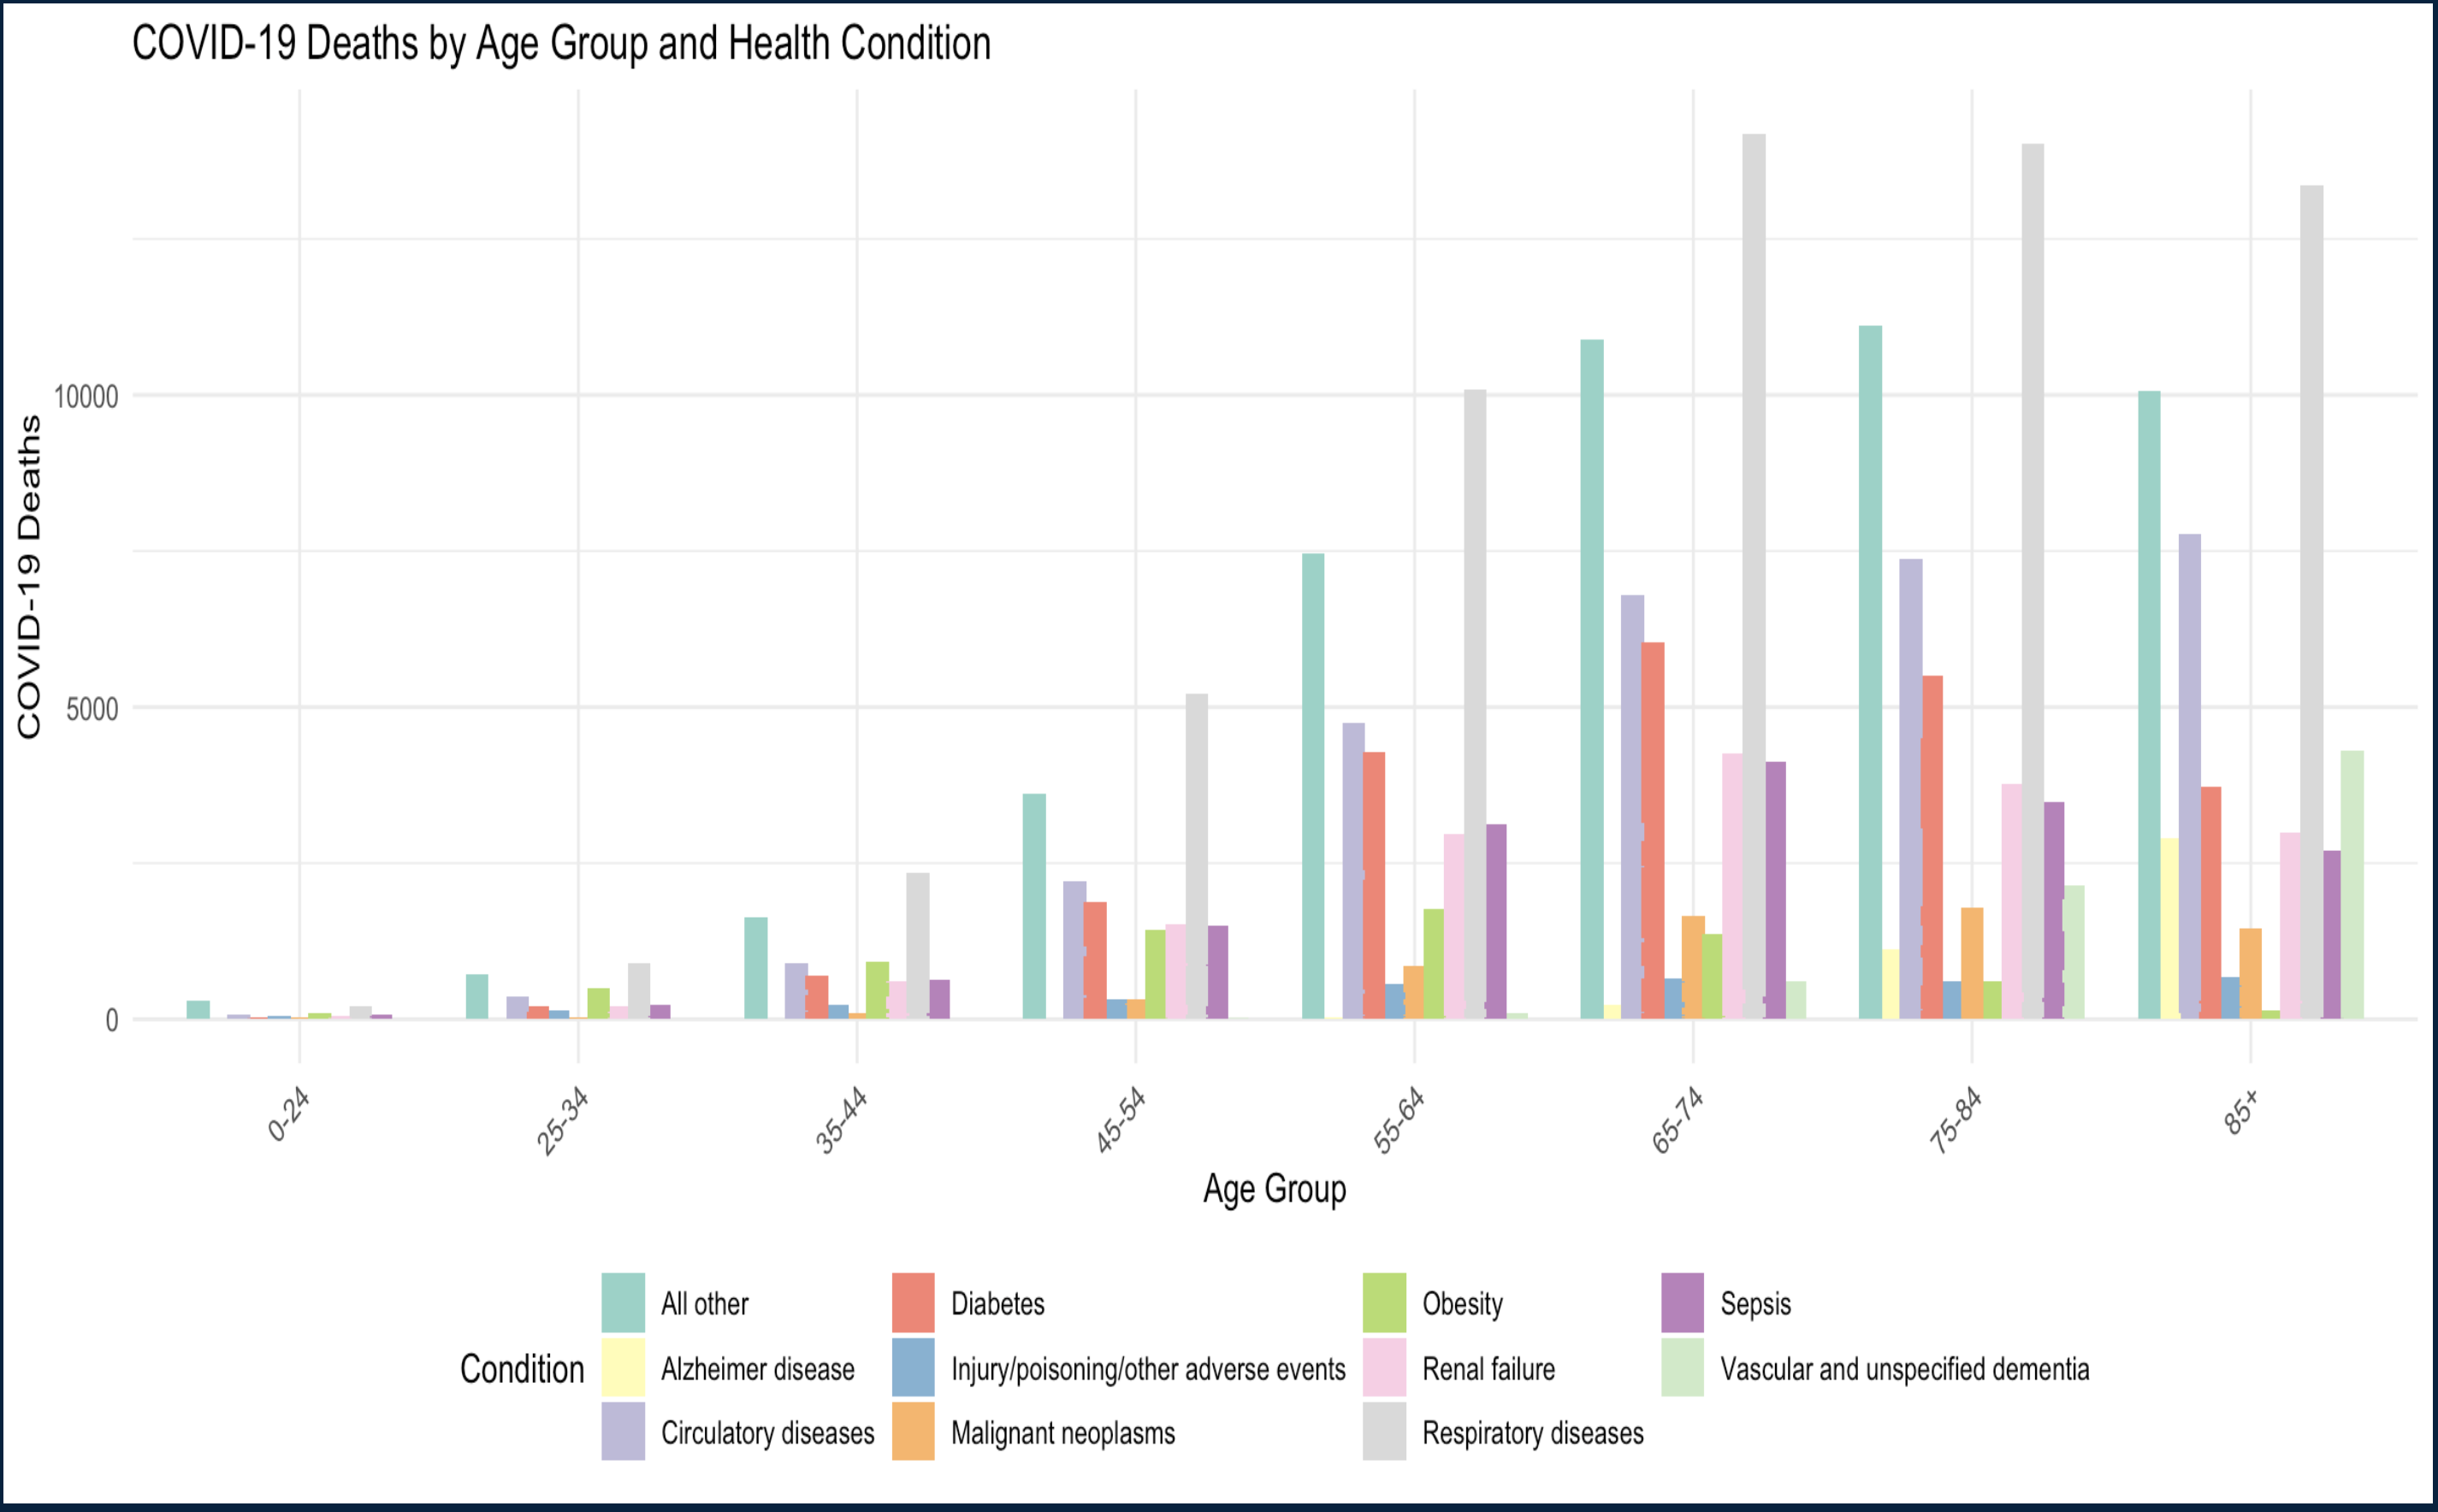 COVID-19 Deaths by Age Group and Health Condition
COVID-19 Deaths
10000
5000
0
0-24
25-34
35-44
45-54
55-64
65-74
75-84
85+
Age Group
Condition
All other
Alzheimer disease
Circulatory diseases
Diabetes
Injury/poisoning/other adverse events
Malignant neoplasms
Obesity
Renal failure
Respiratory diseases
Sepsis
Vascular and unspecified dementia